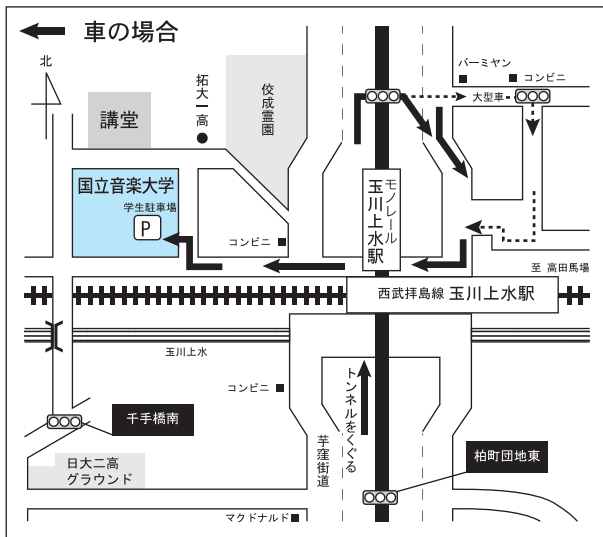 車の場合
北
講堂
拓大一高
佼成霊園
バーミヤン
コンビニ
大型車
国立音楽大学
学生駐車場
P
コンビニ
モノレール
玉川上水駅
至 高田馬場
西武拝島線 玉川上水駅
玉川上水
コンビニ
トンネルをくぐる
千手橋南
芋窪街道
柏町団地東
日大二高
グラウンド
マクドナルド